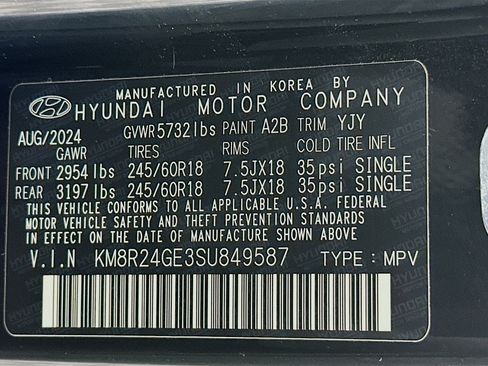 MANUFACTURED IN KOREA BY
HYUNDAI MOTOR COMPANY
AUG/2024 GVWR 5732 lbs PAINT A2B TRIM YJY
GAWR TIRES RIMS COLD TIRE INFL
FRONT 2954 lbs 245/60R18 7.5JX18 35psi SINGLE
REAR 3197 lbs 245/60R18 7.5JX18 35psi SINGLE
THIS VEHICLE CONFORMS TO ALL APPLICABLE U.S.A. FEDERAL
MOTOR VEHICLE SAFETY, BUMPER, AND THEFT PREVENTION STANDARDS
IN EFFECT ON THE DATE OF MANUFACTURE SHOWN ABOVE
V.I.N KM8R24GE3SU849587 TYPE : MPV